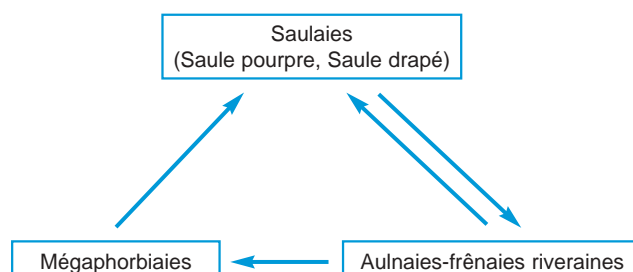 Saulaies
(Saule pourpre, Saule drapé)
Mégaphorbiaies
Aulnaies-frênaies riveraines